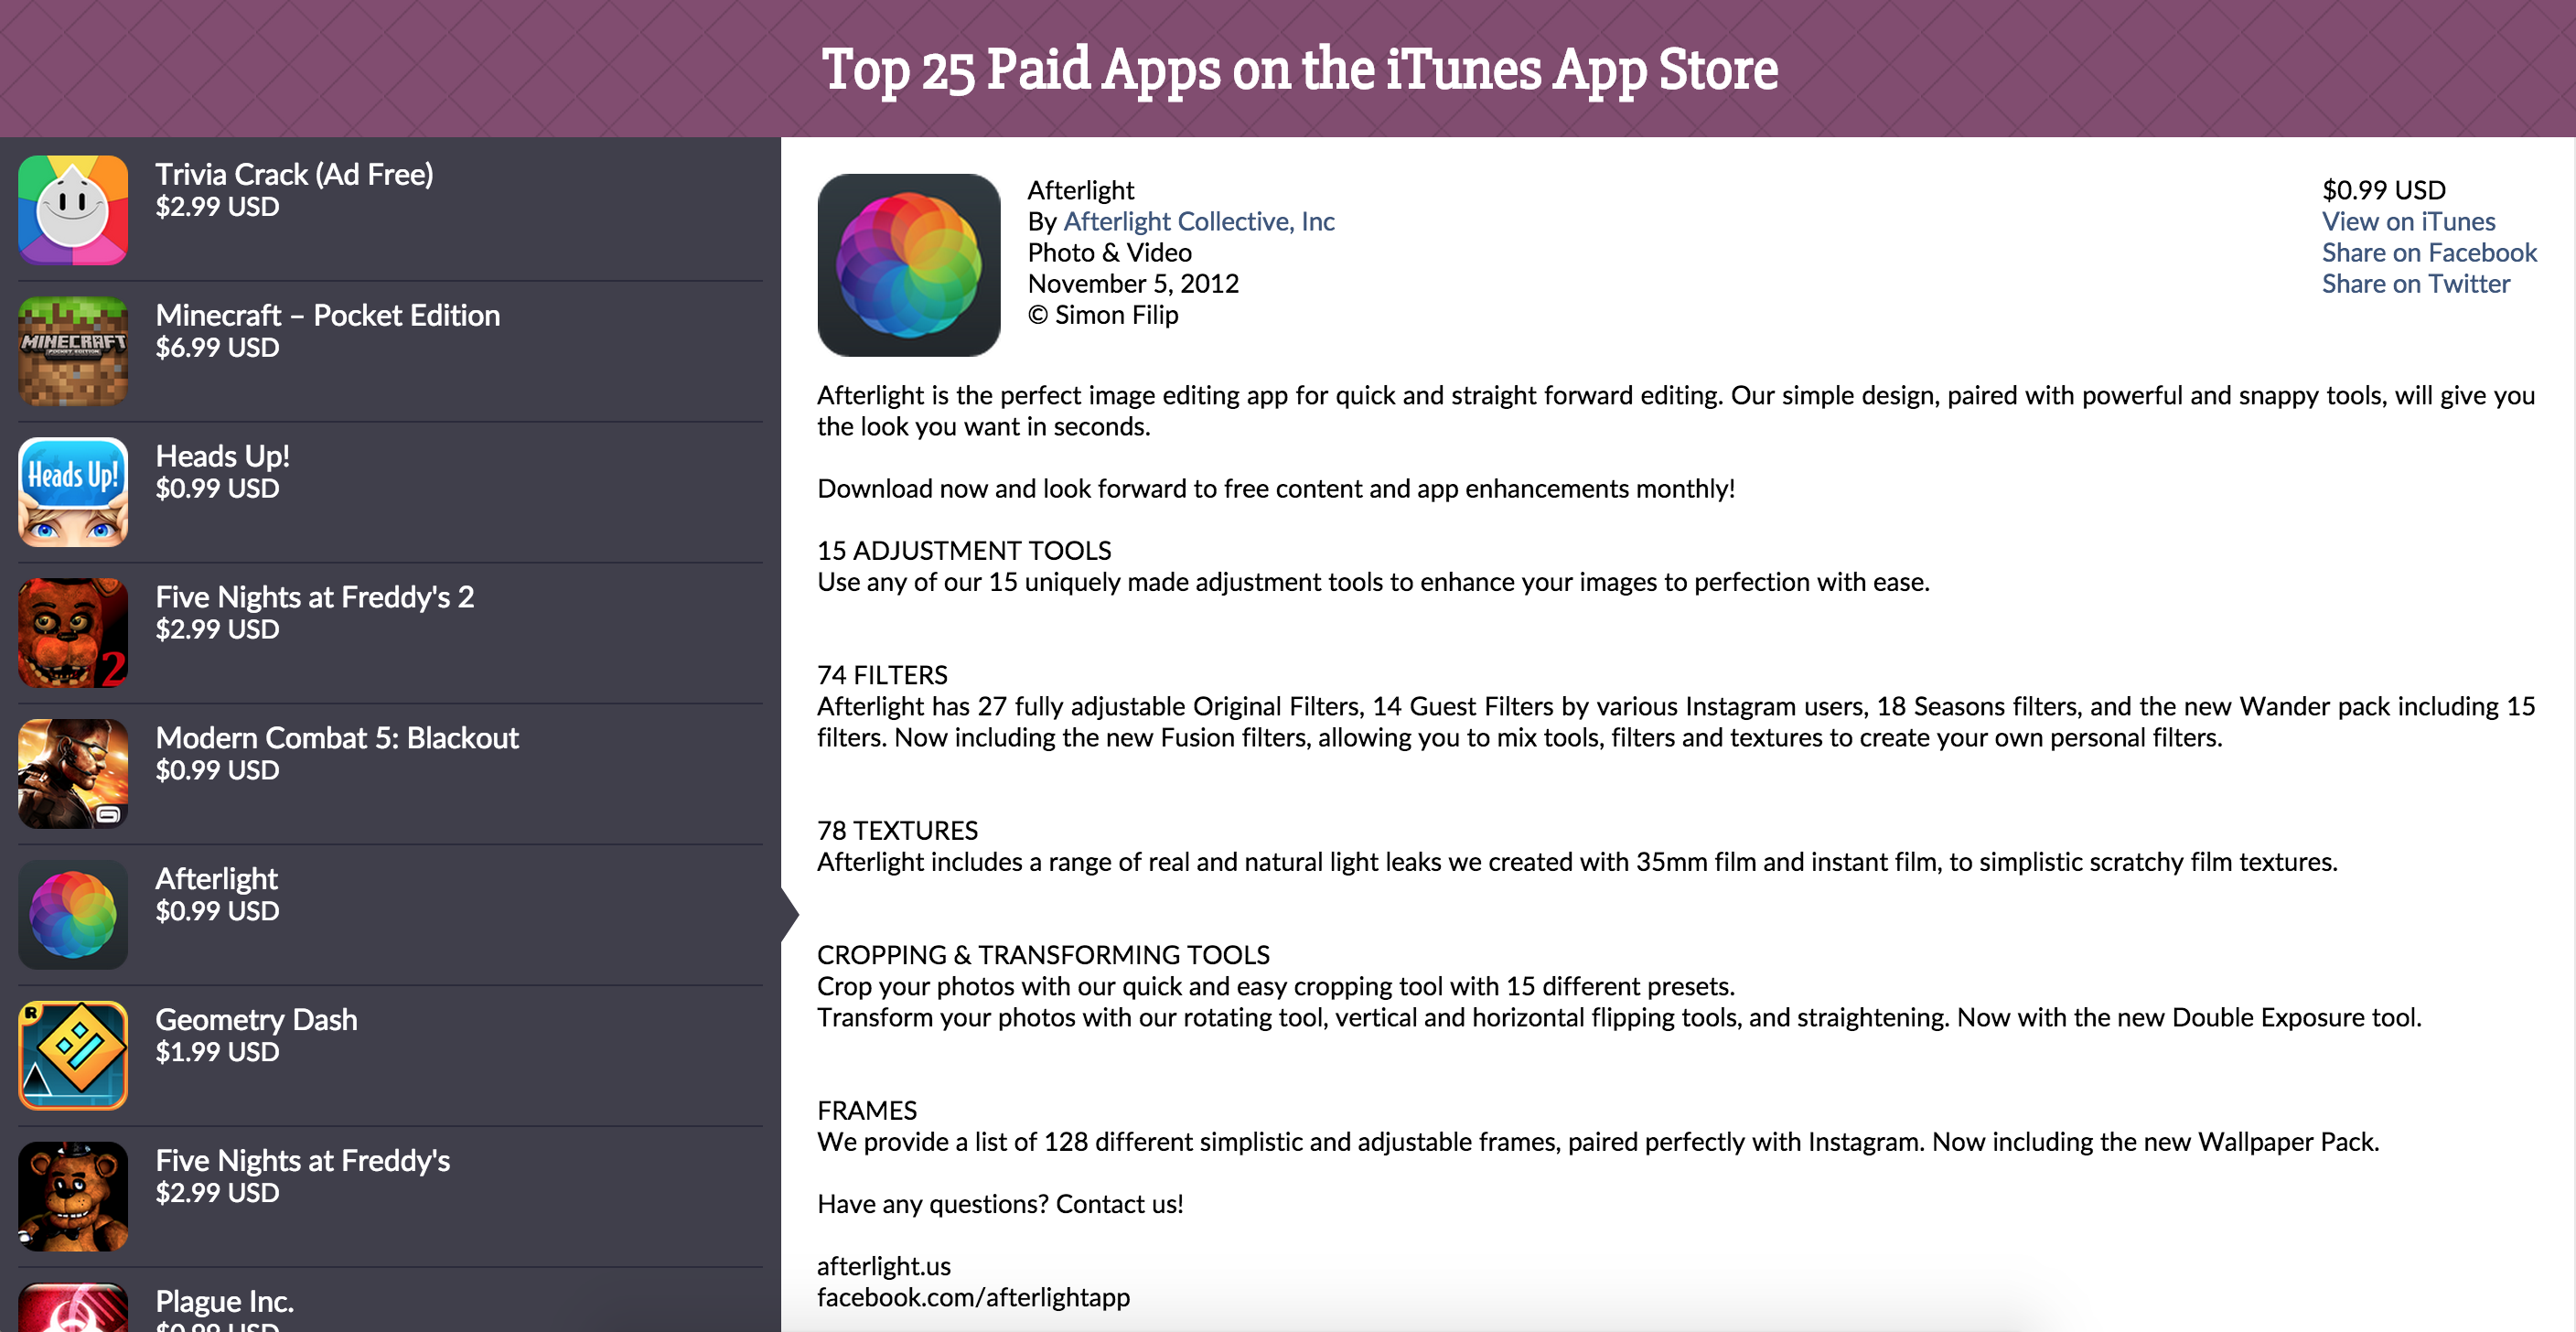 Top 25 Paid Apps on the iTunes App Store
Trivia Crack (Ad Free)
$2.99 USD
MINECRAFT
POCKET EDITION
Minecraft – Pocket Edition
$6.99 USD
Heads Up!
Heads Up!
$0.99 USD
2
Five Nights at Freddy's 2
$2.99 USD
Modern Combat 5: Blackout
$0.99 USD
Afterlight
$0.99 USD
R
Geometry Dash
$1.99 USD
Five Nights at Freddy's
$2.99 USD
Plague Inc.
$0.99 USD
Afterlight
By Afterlight Collective, Inc
Photo & Video
November 5, 2012
© Simon Filip
$0.99 USD
View on iTunes
Share on Facebook
Share on Twitter
Afterlight is the perfect image editing app for quick and straight forward editing. Our simple design, paired with powerful and snappy tools, will give you
the look you want in seconds.
Download now and look forward to free content and app enhancements monthly!
15 ADJUSTMENT TOOLS
Use any of our 15 uniquely made adjustment tools to enhance your images to perfection with ease.
74 FILTERS
Afterlight has 27 fully adjustable Original Filters, 14 Guest Filters by various Instagram users, 18 Seasons filters, and the new Wander pack including 15
filters. Now including the new Fusion filters, allowing you to mix tools, filters and textures to create your own personal filters.
78 TEXTURES
Afterlight includes a range of real and natural light leaks we created with 35mm film and instant film, to simplistic scratchy film textures.
CROPPING & TRANSFORMING TOOLS
Crop your photos with our quick and easy cropping tool with 15 different presets.
Transform your photos with our rotating tool, vertical and horizontal flipping tools, and straightening. Now with the new Double Exposure tool.
FRAMES
We provide a list of 128 different simplistic and adjustable frames, paired perfectly with Instagram. Now including the new Wallpaper Pack.
Have any questions? Contact us!
afterlight.us
facebook.com/afterlightapp